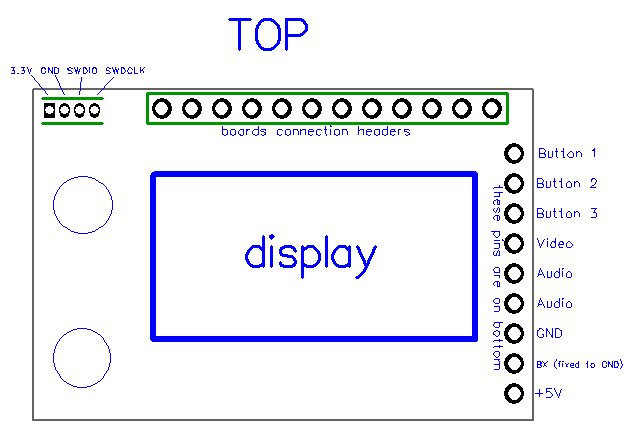 TOP
3.3V GND SWDIO SWDCLK
boards connection headers
Button 1
Button 2
Button 3
Video
Audio
Audio
GND
BX (fixed to GND)
+5V
these pins are on bottom
display